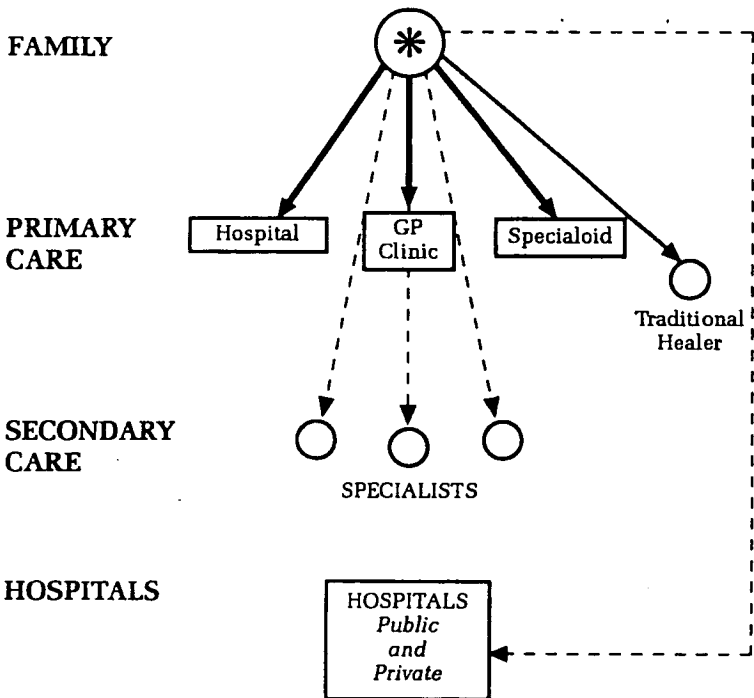 FAMILY
PRIMARY
CARE
Hospital
GP
Clinic
Specialoid
Traditional
Healer
SECONDARY
CARE
SPECIALISTS
HOSPITALS
HOSPITALS
Public
and
Private